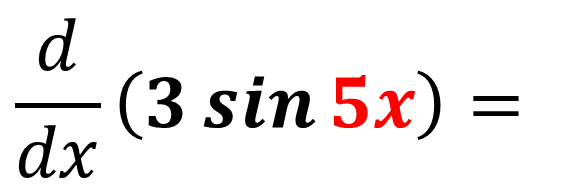 d/dx (3 sin 5x) =